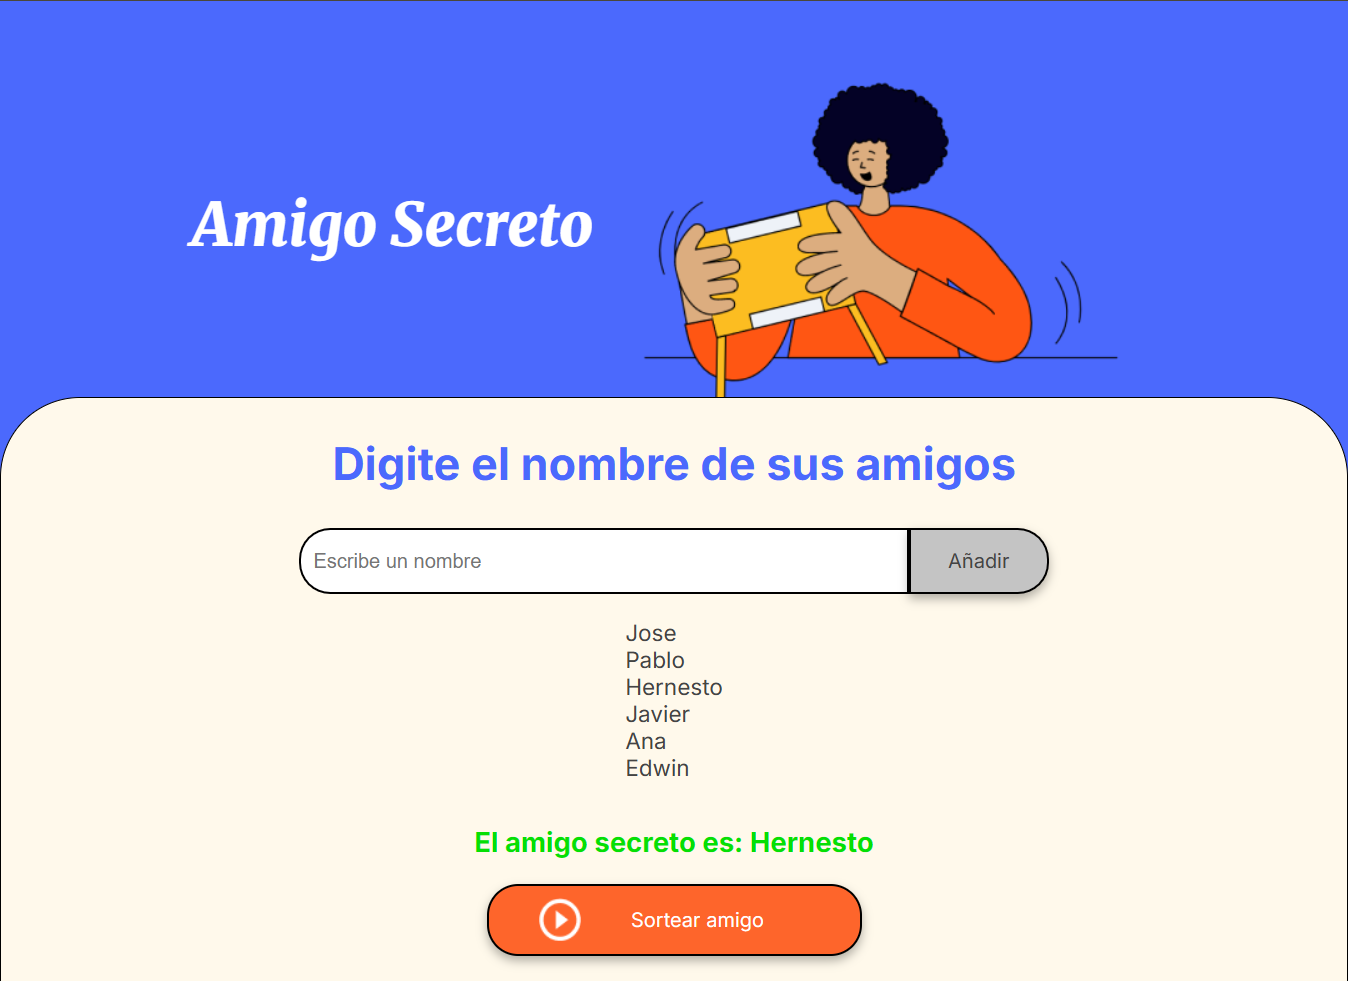 Amigo Secreto
Digite el nombre de sus amigos
Escribe un nombre
Añadir
Jose
Pablo
Hernesto
Javier
Ana
Edwin
El amigo secreto es: Hernesto
Sortear amigo